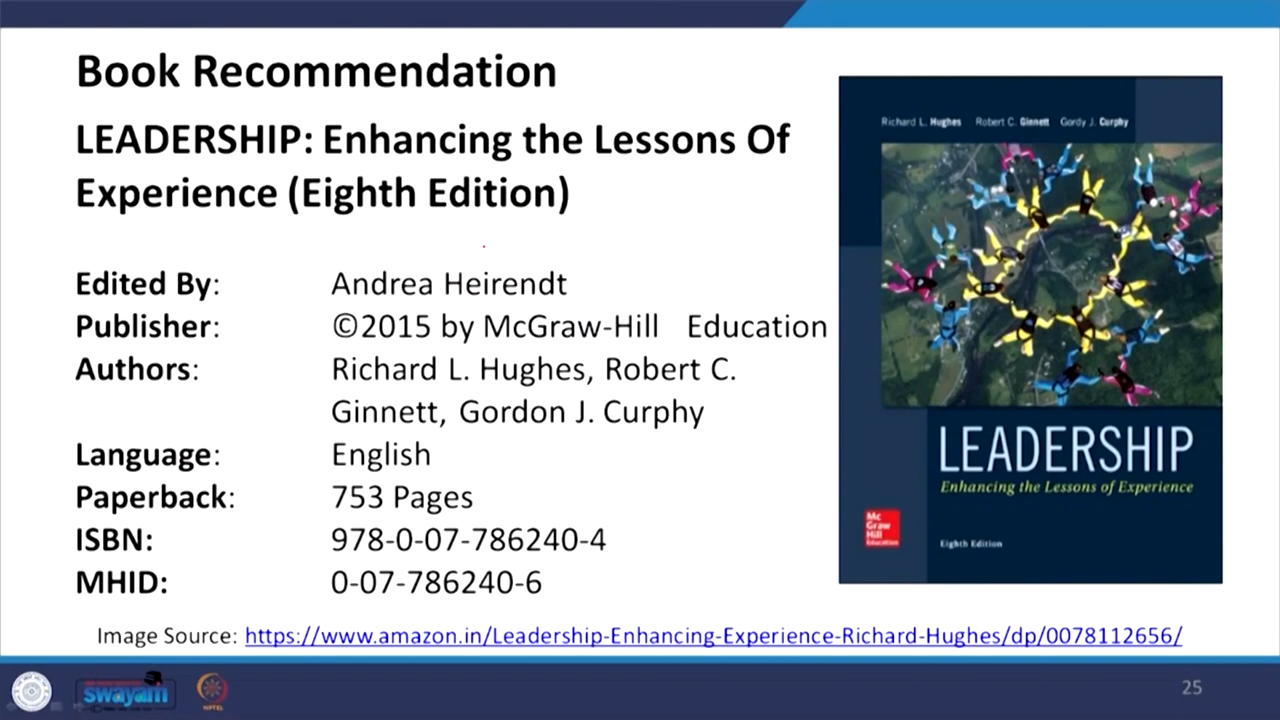 Book Recommendation
LEADERSHIP: Enhancing the Lessons Of
Experience (Eighth Edition)
Edited By: Andrea Heirendt
Publisher: ©2015 by McGraw-Hill Education
Authors: Richard L. Hughes, Robert C.
Ginnett, Gordon J. Curphy
Language: English
Paperback: 753 Pages
ISBN: 978-0-07-786240-4
MHID: 0-07-786240-6
Richard L. Hughes Robert C. Ginnett Gordy J. Curphy
LEADERSHIP
Enhancing the Lessons of Experience
Mc
Graw
Hill
Education
Eighth Edition
Image Source: https://www.amazon.in/Leadership-Enhancing-Experience-Richard-Hughes/dp/0078112656/
swayam
NPTEL
25